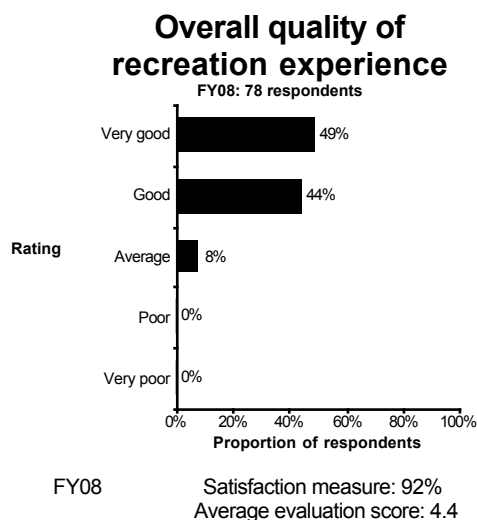 Overall quality of
recreation experience
FY08: 78 respondents
Very good
49%
Good
44%
Rating
Average
8%
Poor
0%
Very poor
0%
0% 20% 40% 60% 80% 100%
Proportion of respondents
FY08
Satisfaction measure: 92%
Average evaluation score: 4.4